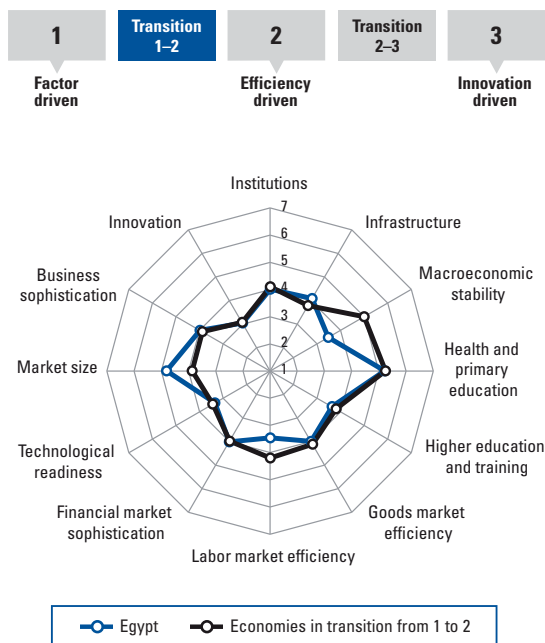 1
Transition
1–2
2
Transition
2–3
3
Factor
driven
Efficiency
driven
Innovation
driven
Institutions
7
Innovation
Infrastructure
6
5
Business
sophistication
Macroeconomic
stability
4
3
2
Market size
1
Health and
primary
education
Technological
readiness
Higher education
and training
Financial market
sophistication
Goods market
efficiency
Labor market efficiency
Egypt
Economies in transition from 1 to 2